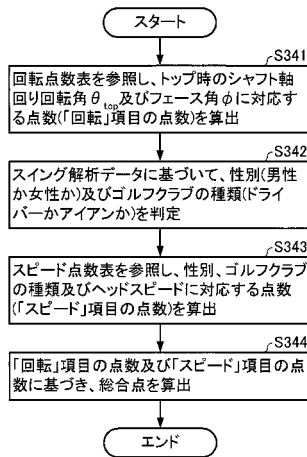 スタート
S341
回転点数表を参照し、トップ時のシャフト軸
回り回転角θtop及びフェース角φに対応す
る点数(「回転」項目の点数)を算出
S342
スイング解析データに基づいて、性別(男性
か女性か)及びゴルフクラブの種類(ドライ
バーかアイアンか)を判定
S343
スピード点数表を参照し、性別、ゴルフクラブ
の種類及びヘッドスピードに対応する点数
(「スピード」項目の点数)を算出
S344
「回転」項目の点数及び「スピード」項目の点
数に基づき、総合点を算出
エンド